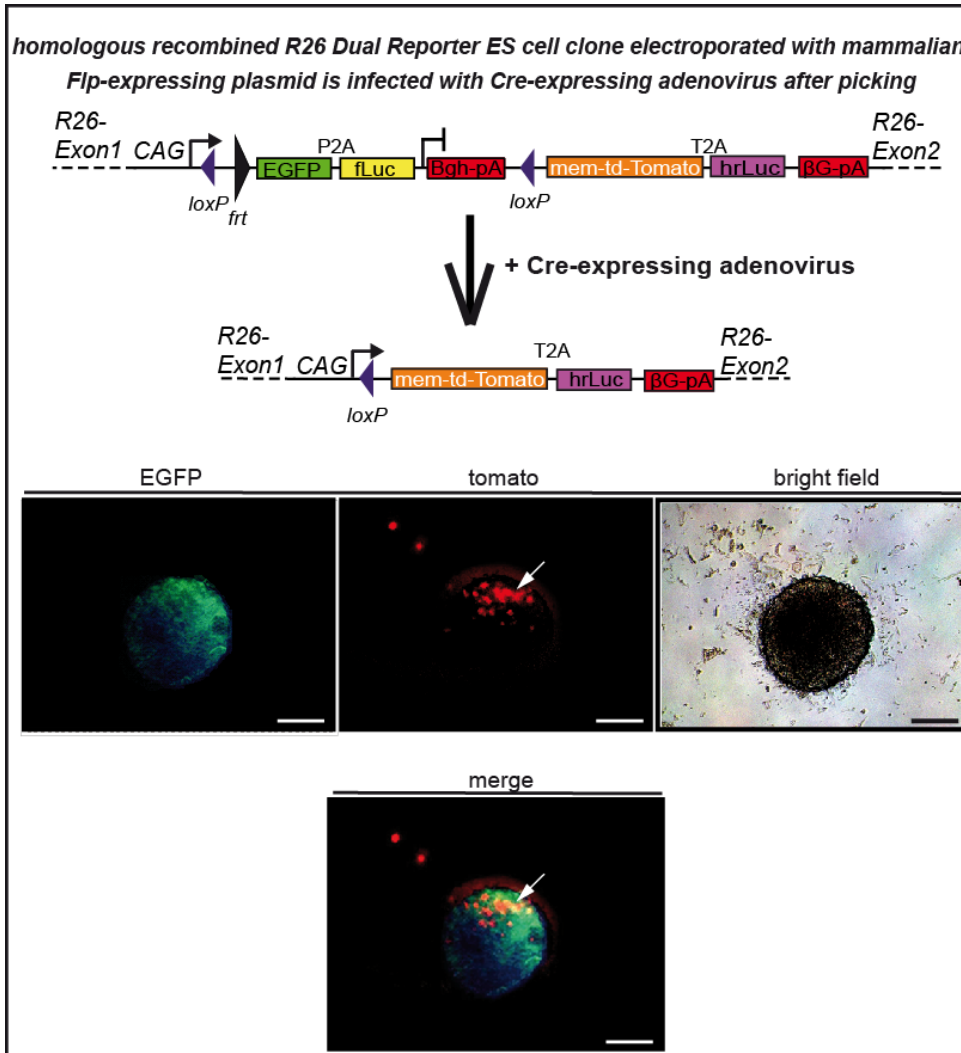 homologous recombined R26 Dual Reporter ES cell clone electroporated with mammalian
Flp-expressing plasmid is infected with Cre-expressing adenovirus after picking
R26-
Exon1
CAG
loxP
frt
EGFP
P2A
fLuc
Bgh-pA
loxP
mem-td-Tomato
T2A
hrLuc
βG-pA
R26-
Exon2
+ Cre-expressing adenovirus
R26-
Exon1
CAG
loxP
mem-td-Tomato
T2A
hrLuc
βG-pA
R26-
Exon2
EGFP
tomato
bright field
merge